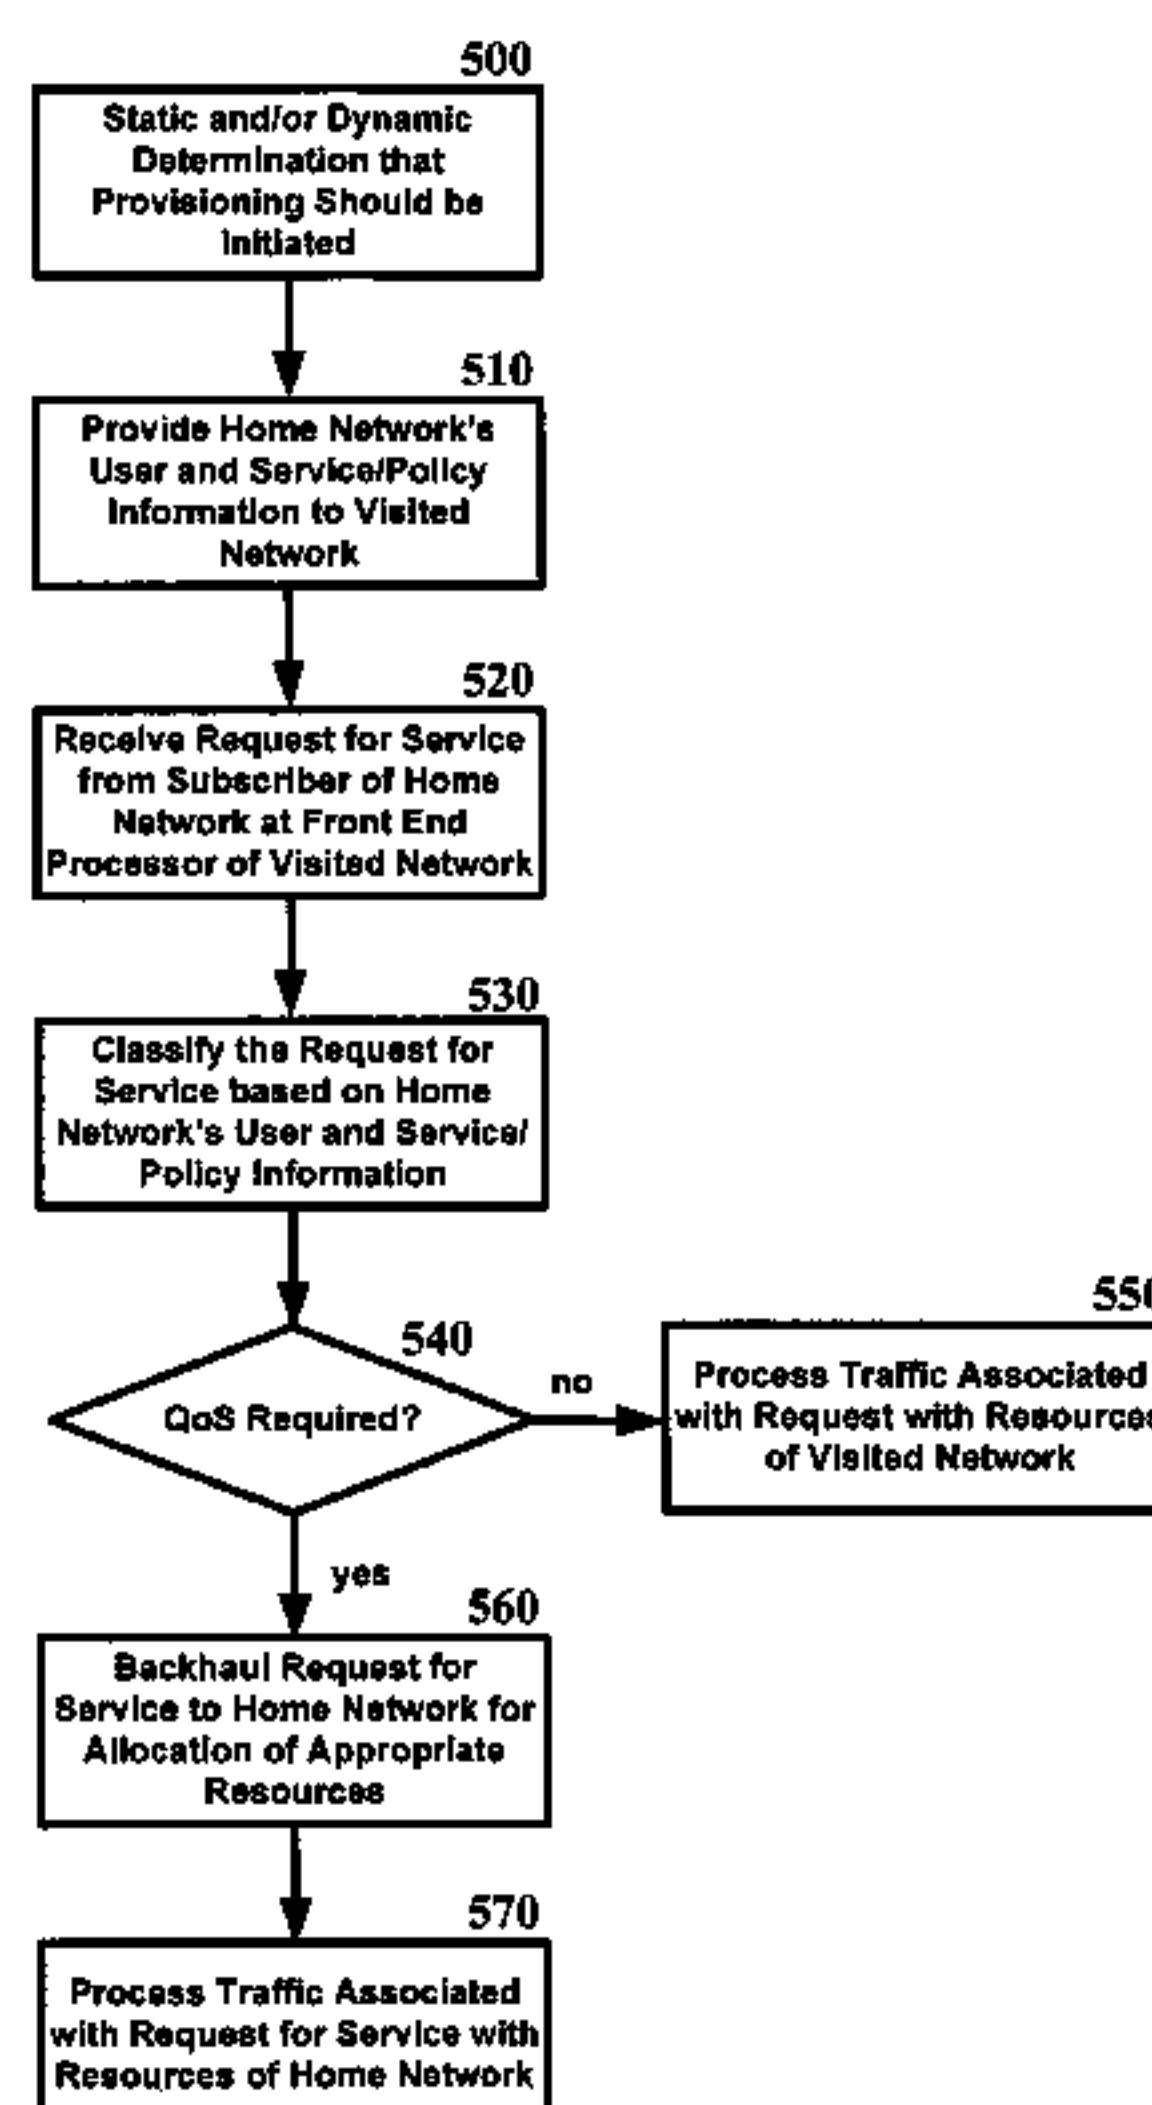 500
Static and/or Dynamic
Determination that
Provisioning Should be
Initiated
510
Provide Home Network's
User and Service/Policy
Information to Visited
Network
520
Receive Request for Service
from Subscriber of Home
Network at Front End
Processor of Visited Network
530
Classify the Request for
Service based on Home
Network's User and Service/
Policy Information
540
QoS Required?
no
550
Process Traffic Associated
with Request with Resources
of Visited Network
yes
560
Backhaul Request for
Service to Home Network for
Allocation of Appropriate
Resources
570
Process Traffic Associated
with Request for Service with
Resources of Home Network